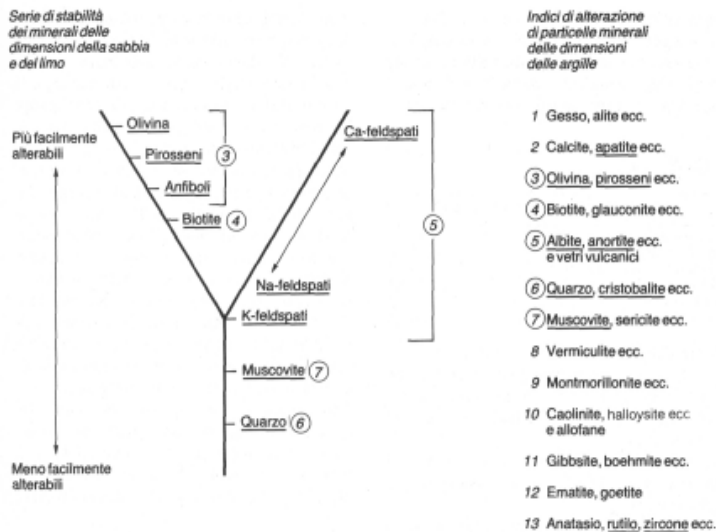 Serie di stabilità
dei minerali delle
dimensioni della sabbia
e del limo
Più facilmente
alterabili
Meno facilmente
alterabili
Olivina
Pirosseni
3
Anfiboli
Biotite 4
Ca-feldspati
5
Na-feldspati
K-feldspati
Muscovite 7
Quarzo 6
Indici di alterazione
di particelle minerali
delle dimensioni
delle argille
1 Gesso, alite ecc.
2 Calcite, apatite ecc.
3 Olivina, pirosseni ecc.
4 Biotite, glauconite ecc.
5 Albite, anortite ecc.
e vetri vulcanici
6 Quarzo, cristobalite ecc.
7 Muscovite, sericite ecc.
8 Vermiculite ecc.
9 Montmorillonite ecc.
10 Caolinite, halloysite ecc
e allofane
11 Gibbsite, boehmite ecc.
12 Ematite, goetite
13 Anatasio, rutilo, zircone ecc.